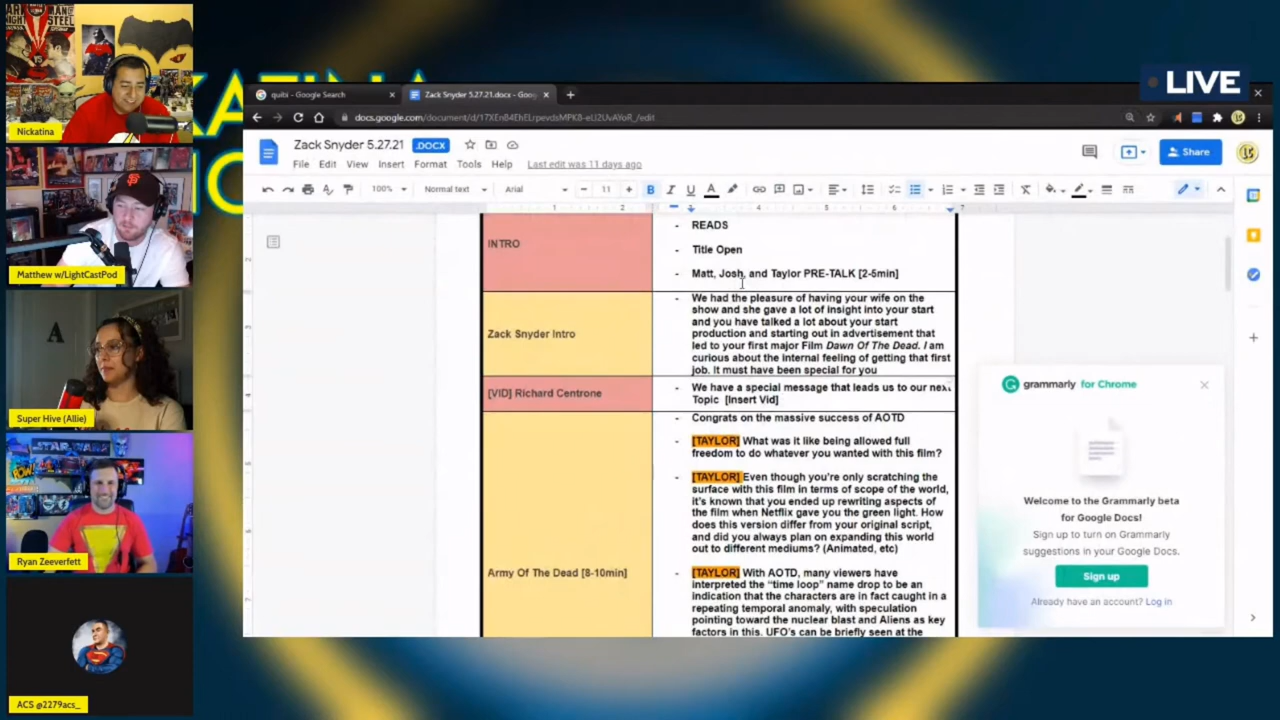 LIVE
quibi - Google Search
Zack Snyder 5.27.21.docx - Goog
docs.google.com/document/d/
Zack Snyder 5.27.21
.DOCX
File Edit View Insert Format Tools Help
Last edit was 11 days ago
Share
100%
Normal text
Arial
11
1 2 4 5 6 7
INTRO
- READS
- Title Open
- Matt, Josh, and Taylor PRE-TALK [2-5min]
Zack Snyder Intro
- We had the pleasure of having your wife on the
show and she gave a lot of insight into your start
and you have talked a lot about your start
production and starting out in advertisement that
led to your first major Film Dawn Of The Dead. I am
curious about the internal feeling of getting that first
job. It must have been special for you
[VID] Richard Centrone
- We have a special message that leads us to our next
Topic [Insert Vid]
Army Of The Dead [8-10min]
- Congrats on the massive success of AOTD
- [TAYLOR] What was it like being allowed full
freedom to do whatever you wanted with this film?
- [TAYLOR] Even though you're only scratching the
surface with this film in terms of scope of the world,
it's known that you ended up rewriting aspects of
the film when Netflix gave you the green light. How
does this version differ from your original script,
and did you always plan on expanding this world
out to different mediums? (Animated, etc)
- [TAYLOR] With AOTD, many viewers have
interpreted the “time loop” name drop to be an
indication that the characters are in fact caught in a
repeating temporal anomaly, with speculation
pointing toward the nuclear blast and Aliens as key
factors in this. UFO's can be briefly seen at the
grammarly for Chrome
Welcome to the Grammarly beta
for Google Docs!
Sign up to turn on Grammarly
suggestions in your Google Docs.
Sign up
Already have an account? Log in
Nickatina
Matthew w/LightCastPod
Super Hive (Allie)
Ryan Zeeverfett
ACS @2279acs_